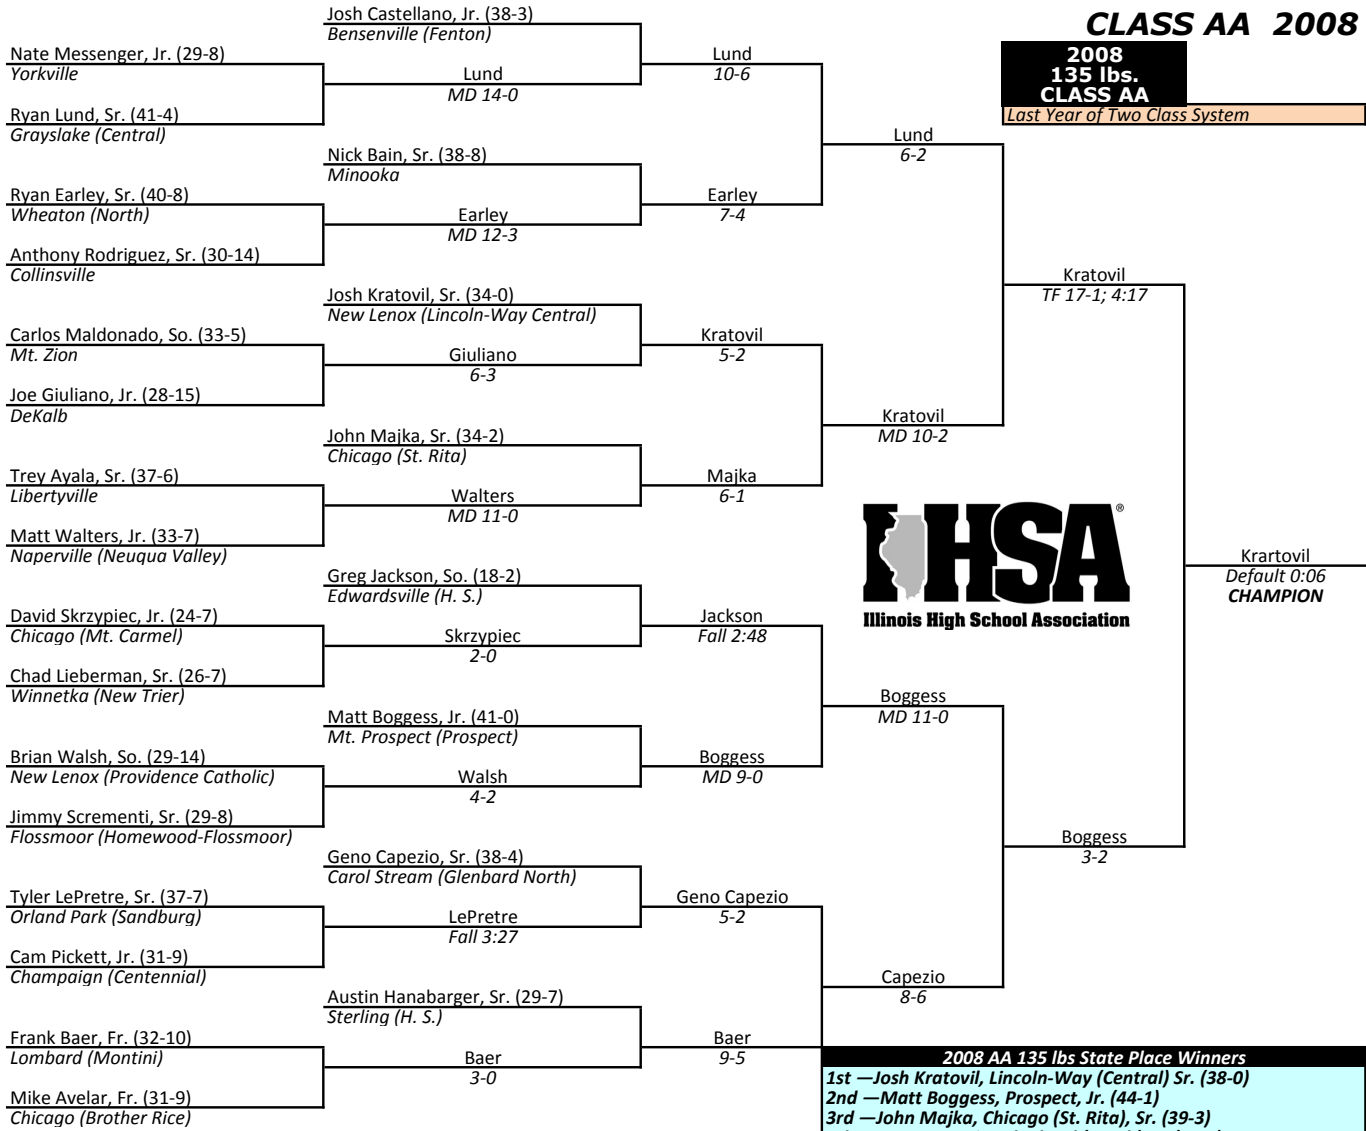 CLASS AA 2008
2008
135 lbs.
CLASS AA
Last Year of Two Class System
Nate Messenger, Jr. (29-8)
Yorkville
Ryan Lund, Sr. (41-4)
Grayslake (Central)
Ryan Earley, Sr. (40-8)
Wheaton (North)
Anthony Rodriguez, Sr. (30-14)
Collinsville
Carlos Maldonado, So. (33-5)
Mt. Zion
Joe Giuliano, Jr. (28-15)
DeKalb
Trey Ayala, Sr. (37-6)
Libertyville
Matt Walters, Jr. (33-7)
Naperville (Neuqua Valley)
David Skrzypiec, Jr. (24-7)
Chicago (Mt. Carmel)
Chad Lieberman, Sr. (26-7)
Winnetka (New Trier)
Brian Walsh, So. (29-14)
New Lenox (Providence Catholic)
Jimmy Scrementi, Sr. (29-8)
Flossmoor (Homewood-Flossmoor)
Tyler LePretre, Sr. (37-7)
Orland Park (Sandburg)
Cam Pickett, Jr. (31-9)
Champaign (Centennial)
Frank Baer, Fr. (32-10)
Lombard (Montini)
Mike Avelar, Fr. (31-9)
Chicago (Brother Rice)
Josh Castellano, Jr. (38-3)
Bensenville (Fenton)
Lund
MD 14-0
Nick Bain, Sr. (38-8)
Minooka
Earley
MD 12-3
Josh Kratovil, Sr. (34-0)
New Lenox (Lincoln-Way Central)
Giuliano
6-3
John Majka, Sr. (34-2)
Chicago (St. Rita)
Walters
MD 11-0
Greg Jackson, So. (18-2)
Edwardsville (H. S.)
Skrzypiec
2-0
Matt Boggess, Jr. (41-0)
Mt. Prospect (Prospect)
Walsh
4-2
Geno Capezio, Sr. (38-4)
Carol Stream (Glenbard North)
LePretre
Fall 3:27
Austin Hanabarger, Sr. (29-7)
Sterling (H. S.)
Baer
3-0
Lund
10-6
Earley
7-4
Kratovil
5-2
Majka
6-1
Jackson
Fall 2:48
Boggess
MD 9-0
Geno Capezio
5-2
Baer
9-5
Lund
6-2
Kratovil
MD 10-2
Boggess
MD 11-0
Capezio
8-6
Kratovil
TF 17-1; 4:17
Boggess
3-2
Krartovil
Default 0:06
CHAMPION
IHSA®
Illinois High School Association
2008 AA 135 lbs State Place Winners
1st —Josh Kratovil, Lincoln-Way (Central) Sr. (38-0)
2nd —Matt Boggess, Prospect, Jr. (44-1)
3rd —John Majka, Chicago (St. Rita), Sr. (39-3)